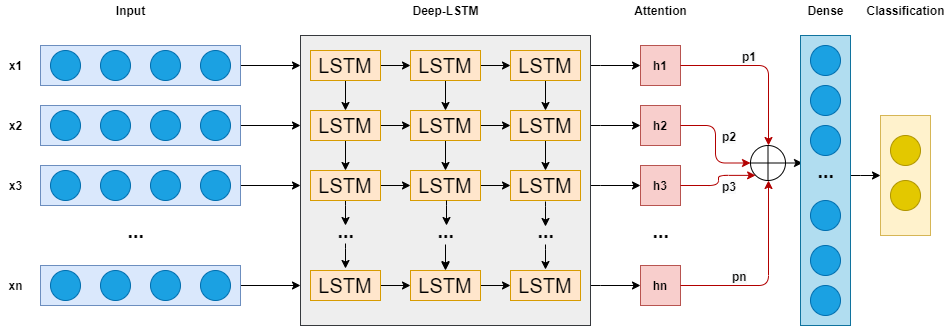 Input Deep-LSTM Attention Dense Classification
x1 LSTM LSTM LSTM h1 p1
x2 LSTM LSTM LSTM h2 p2
x3 LSTM LSTM LSTM h3 p3
...
... ... ... ... ...
xn LSTM LSTM LSTM hn pn